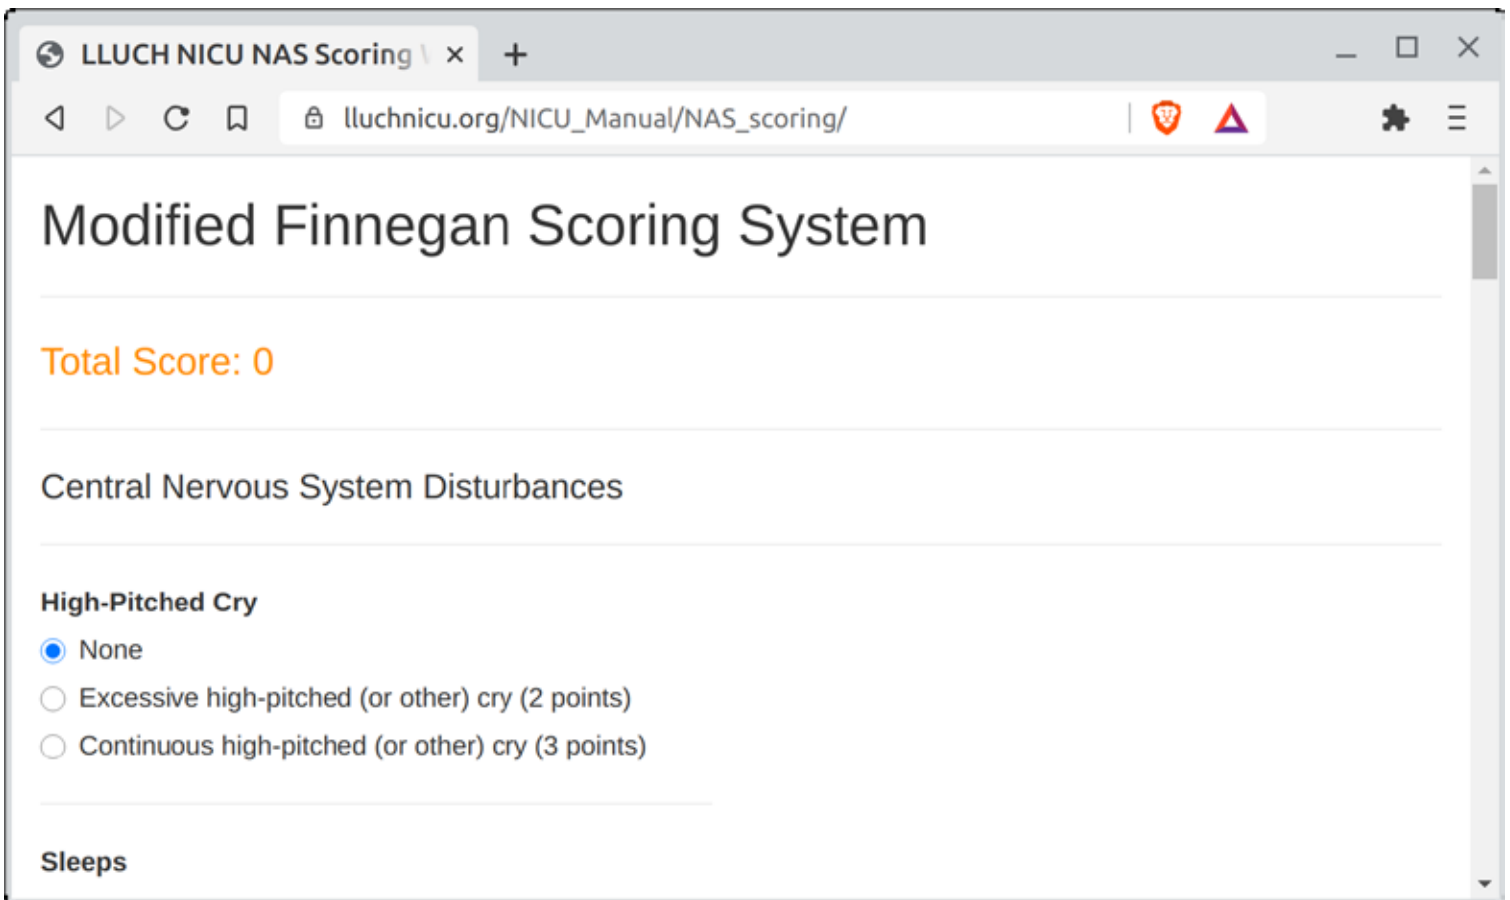 LLUCH NICU NAS Scoring
lluchnicu.org/NICU_Manual/NAS_scoring/
Modified Finnegan Scoring System
Total Score: 0
Central Nervous System Disturbances
High-Pitched Cry
None
Excessive high-pitched (or other) cry (2 points)
Continuous high-pitched (or other) cry (3 points)
Sleeps